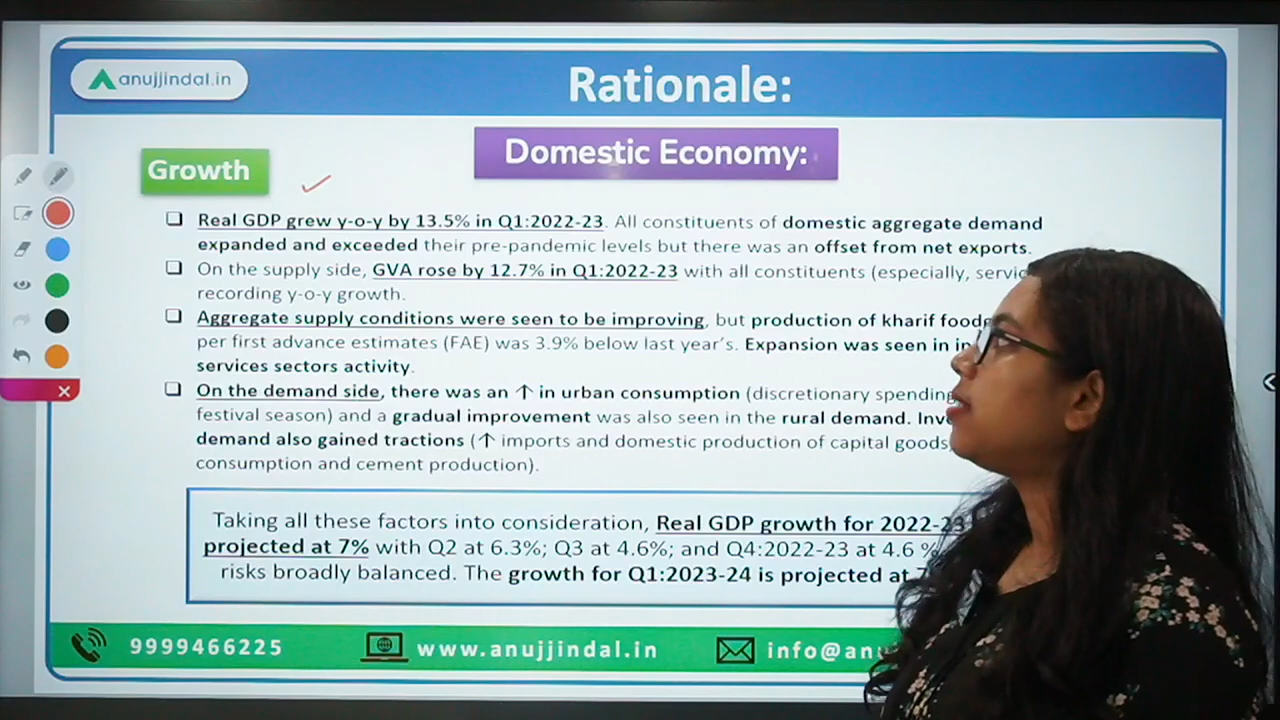 anujjindal.in
Rationale:
Domestic Economy:
Growth
❑ Real GDP grew y-o-y by 13.5% in Q1:2022-23. All constituents of domestic aggregate demand
expanded and exceeded their pre-pandemic levels but there was an offset from net exports.
❑ On the supply side, GVA rose by 12.7% in Q1:2022-23 with all constituents (especially,
recording y-o-y growth.
❑ Aggregate supply conditions were seen to be improving, but production of kharif
per first advance estimates (FAE) was 3.9% below last year's. Expansion was seen in
services sectors activity.
❑ On the demand side, there was an ↑ in urban consumption (discretionary spending
festival season) and a gradual improvement was also seen in the rural demand.
demand also gained tractions (↑ imports and domestic production of capital goods,
consumption and cement production).
Taking all these factors into consideration, Real GDP growth for 2022-23
projected at 7% with Q2 at 6.3%; Q3 at 4.6%; and Q4:2022-23 at 4.6 %
risks broadly balanced. The growth for Q1:2023-24 is projected at
9999466225
www.anujjindal.in